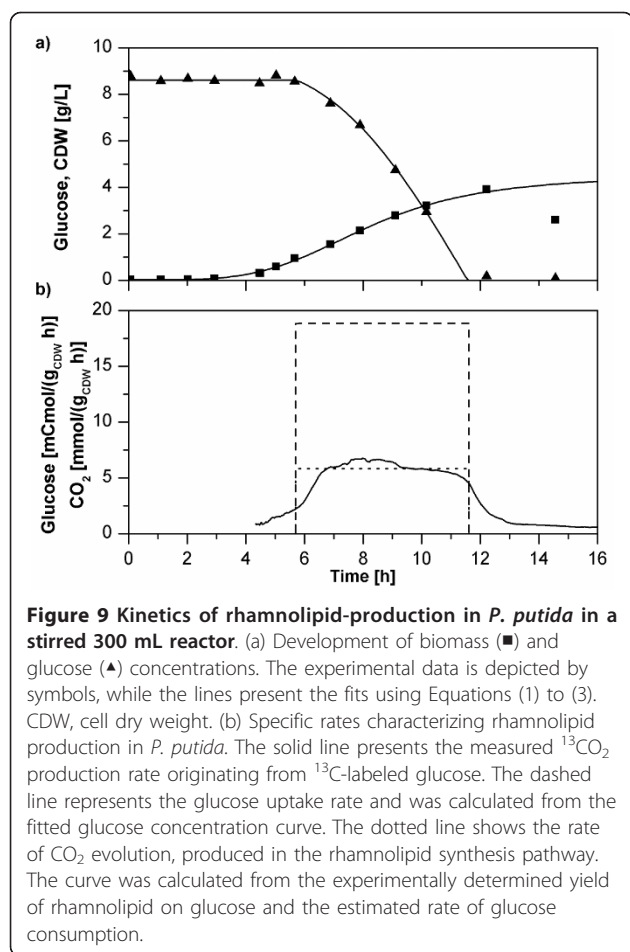 a)
10
8
6
4
2
0
Glucose, CDW [g/L]
b)
20
15
10
5
0
Glucose [mCmol/(gCDW h)]
CO2 [mmol/(gCDW h)]
0 2 4 6 8 10 12 14 16
Time [h]
Figure 9 Kinetics of rhamnolipid-production in P. putida in a
stirred 300 mL reactor. (a) Development of biomass (■) and
glucose (▲) concentrations. The experimental data is depicted by
symbols, while the lines present the fits using Equations (1) to (3).
CDW, cell dry weight. (b) Specific rates characterizing rhamnolipid
production in P. putida. The solid line presents the measured ¹³CO₂
production rate originating from ¹³C-labeled glucose. The dashed
line represents the glucose uptake rate and was calculated from the
fitted glucose concentration curve. The dotted line shows the rate
of CO₂ evolution, produced in the rhamnolipid synthesis pathway.
The curve was calculated from the experimentally determined yield
of rhamnolipid on glucose and the estimated rate of glucose
consumption.